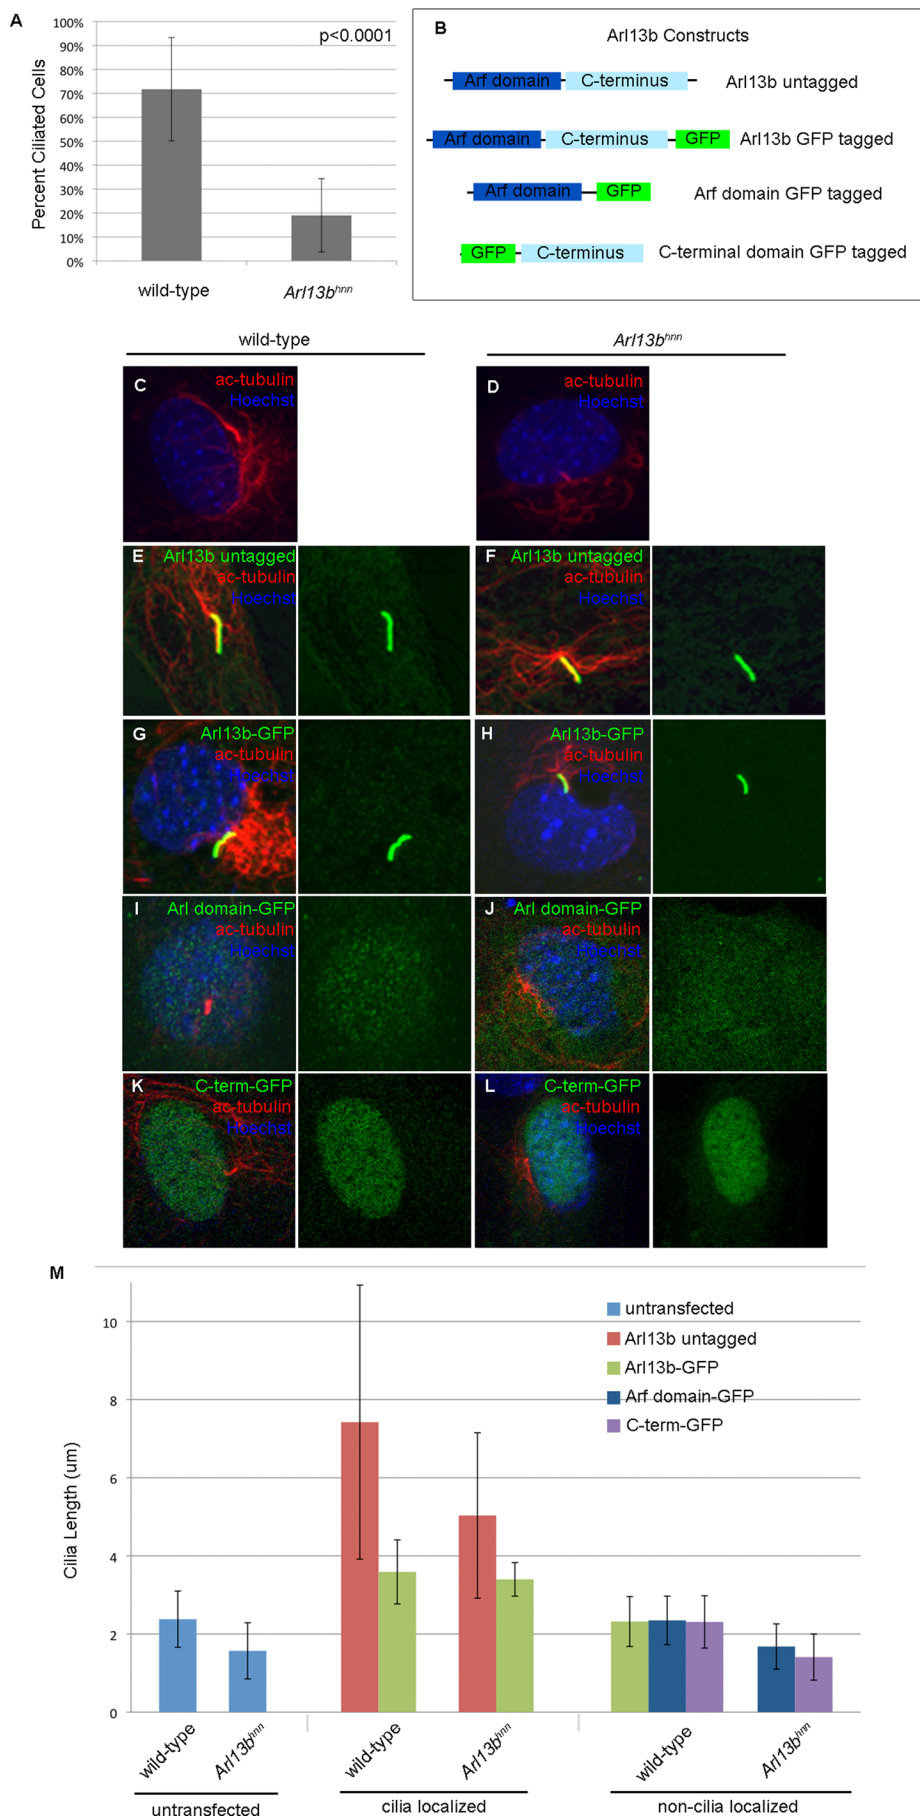 A
100%
90%
80%
70%
60%
50%
40%
30%
20%
10%
0%
Percent Ciliated Cells
p<0.0001
wild-type
Arl13bhnn
B
Arl13b Constructs
Arf domain C-terminus Arl13b untagged
Arf domain C-terminus GFP Arl13b GFP tagged
Arf domain GFP Arf domain GFP tagged
GFP C-terminus C-terminal domain GFP tagged
wild-type
Arl13bhnn
C
ac-tubulin
Hoechst
D
ac-tubulin
Hoechst
E
Arl13b untagged
ac-tubulin
Hoechst
F
Arl13b untagged
ac-tubulin
Hoechst
G
Arl13b-GFP
ac-tubulin
Hoechst
H
Arl13b-GFP
ac-tubulin
Hoechst
I
Arl domain-GFP
ac-tubulin
Hoechst
J
Arl domain-GFP
ac-tubulin
Hoechst
K
C-term-GFP
ac-tubulin
Hoechst
L
C-term-GFP
ac-tubulin
Hoechst
M
10
8
6
4
2
0
Cilia Length (um)
untransfected
Arl13b untagged
Arl13b-GFP
Arf domain-GFP
C-term-GFP
wild-type
Arl13bhnn
wild-type
Arl13bhnn
wild-type
Arl13bhnn
untransfected
cilia localized
non-cilia localized